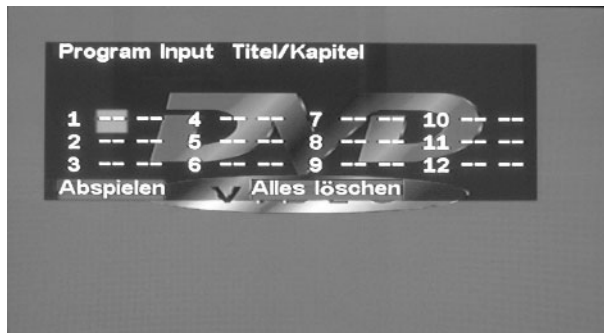 Program Input Titel/Kapitel
1 -- -- 4 -- -- 7 -- -- 10 -- --
2 -- -- 5 -- -- 8 -- -- 11 -- --
3 -- -- 6 -- -- 9 -- -- 12 -- --
Abspielen Alles löschen
DVD